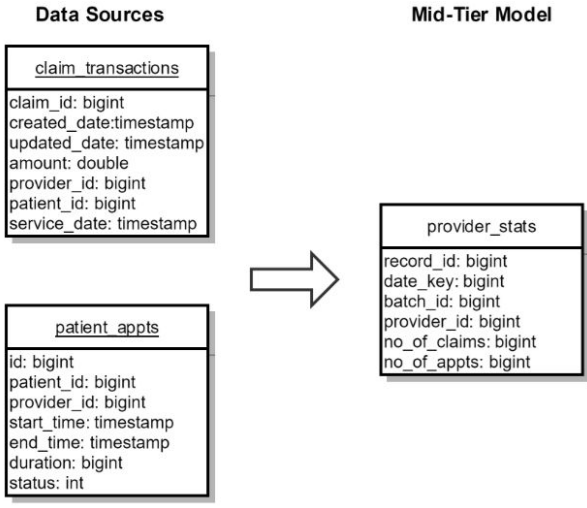 Data Sources
claim_transactions
claim_id: bigint
created_date:timestamp
updated_date: timestamp
amount: double
provider_id: bigint
patient_id: bigint
service_date: timestamp
patient_appts
id: bigint
patient_id: bigint
provider_id: bigint
start_time: timestamp
end_time: timestamp
duration: bigint
status: int
Mid-Tier Model
provider_stats
record_id: bigint
date_key: bigint
batch_id: bigint
provider_id: bigint
no_of_claims: bigint
no_of_appts: bigint